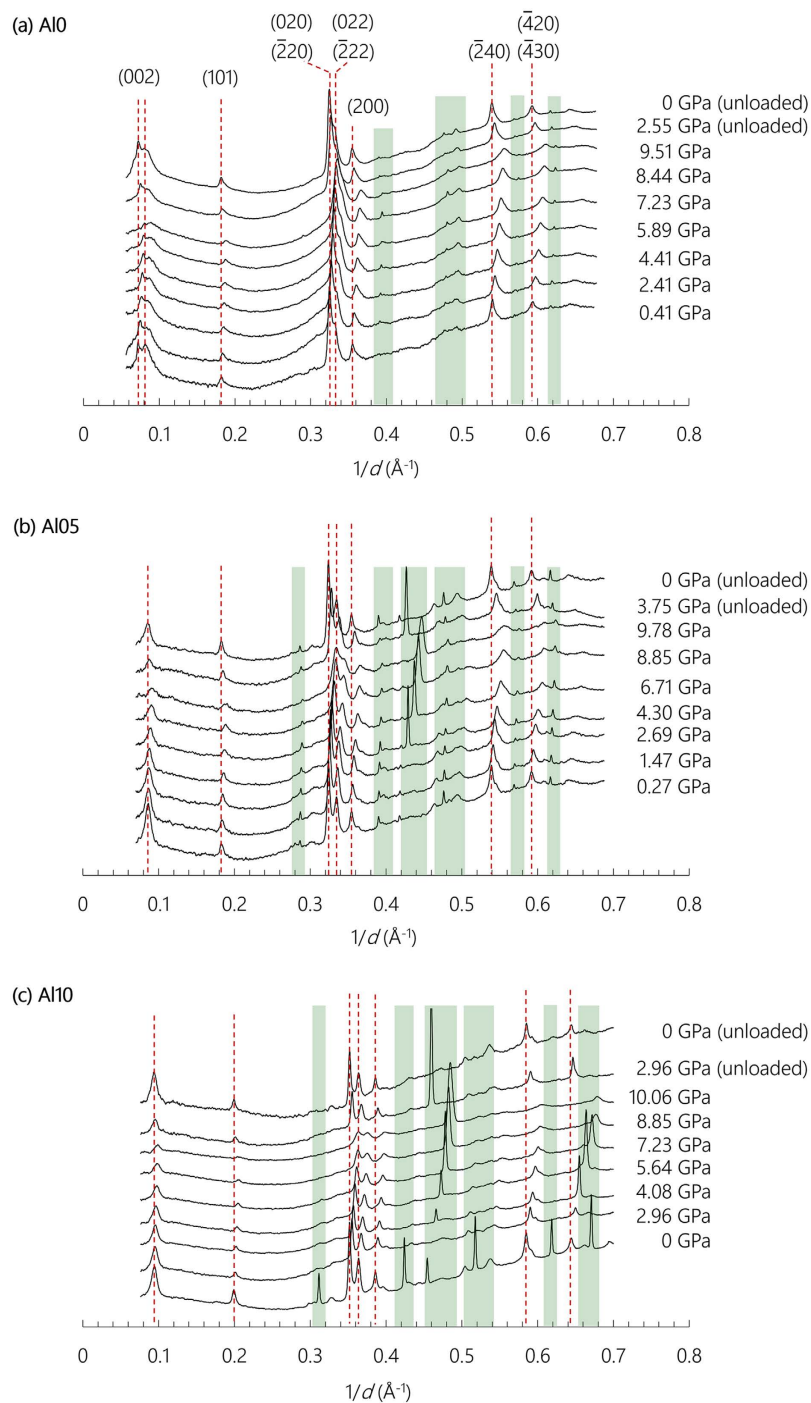 (a) Al0
(020) (022)
(2̅20) (2̅22)
(4̅20)
(2̅40) (4̅30)
(002) (101) (200)
0 GPa (unloaded)
2.55 GPa (unloaded)
9.51 GPa
8.44 GPa
7.23 GPa
5.89 GPa
4.41 GPa
2.41 GPa
0.41 GPa
0 0.1 0.2 0.3 0.4 0.5 0.6 0.7 0.8
1/d (Å⁻¹)
(b) Al05
0 GPa (unloaded)
3.75 GPa (unloaded)
9.78 GPa
8.85 GPa
6.71 GPa
4.30 GPa
2.69 GPa
1.47 GPa
0.27 GPa
0 0.1 0.2 0.3 0.4 0.5 0.6 0.7 0.8
1/d (Å⁻¹)
(c) Al10
0 GPa (unloaded)
2.96 GPa (unloaded)
10.06 GPa
8.85 GPa
7.23 GPa
5.64 GPa
4.08 GPa
2.96 GPa
0 GPa
0 0.1 0.2 0.3 0.4 0.5 0.6 0.7 0.8
1/d (Å⁻¹)